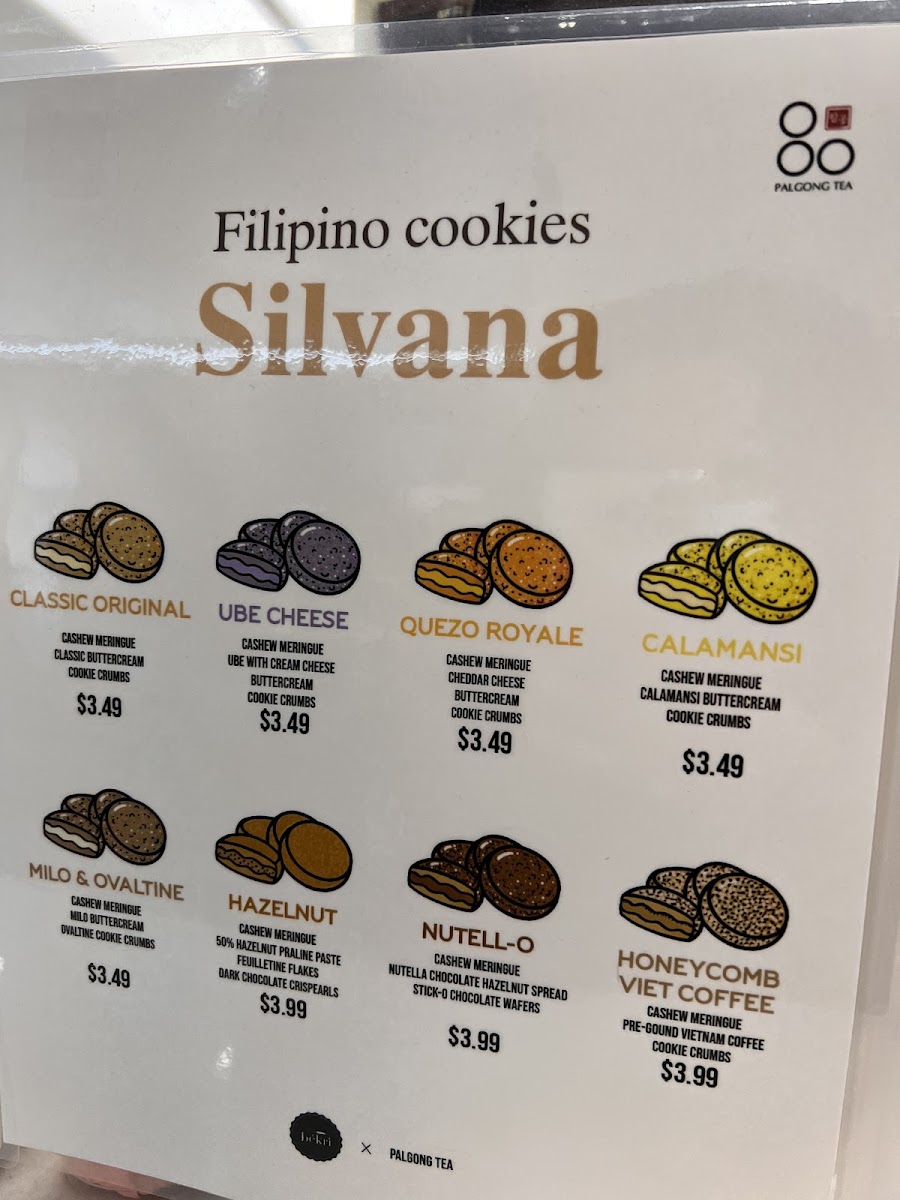 PALGONG TEA
Filipino cookies
Silvana
CLASSIC ORIGINAL
CASHEW MERINGUE
CLASSIC BUTTERCREAM
COOKIE CRUMBS
$3.49
UBE CHEESE
CASHEW MERINGUE
UBE WITH CREAM CHEESE
BUTTERCREAM
COOKIE CRUMBS
$3.49
QUEZO ROYALE
CASHEW MERINGUE
CHEDDAR CHEESE
BUTTERCREAM
COOKIE CRUMBS
$3.49
CALAMANSI
CASHEW MERINGUE
CALAMANSI BUTTERCREAM
COOKIE CRUMBS
$3.49
MILO & OVALTINE
CASHEW MERINGUE
MILO BUTTERCREAM
OVALTINE COOKIE CRUMBS
$3.49
HAZELNUT
CASHEW MERINGUE
50% HAZELNUT PRALINE PASTE
FEUILLETINE FLAKES
DARK CHOCOLATE CRISPEARLS
$3.99
NUTELL-O
CASHEW MERINGUE
NUTELLA CHOCOLATE HAZELNUT SPREAD
STICK-O CHOCOLATE WAFERS
$3.99
HONEYCOMB
VIET COFFEE
CASHEW MERINGUE
PRE-GOUND VIETNAM COFFEE
COOKIE CRUMBS
$3.99
bēkri × PALGONG TEA